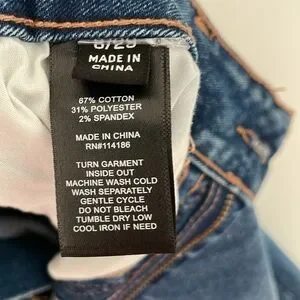 8/29
MADE IN
CHINA
67% COTTON
31% POLYESTER
2% SPANDEX
MADE IN CHINA
RN#114186
TURN GARMENT
INSIDE OUT
MACHINE WASH COLD
WASH SEPARATELY
GENTLE CYCLE
DO NOT BLEACH
TUMBLE DRY LOW
COOL IRON IF NEED